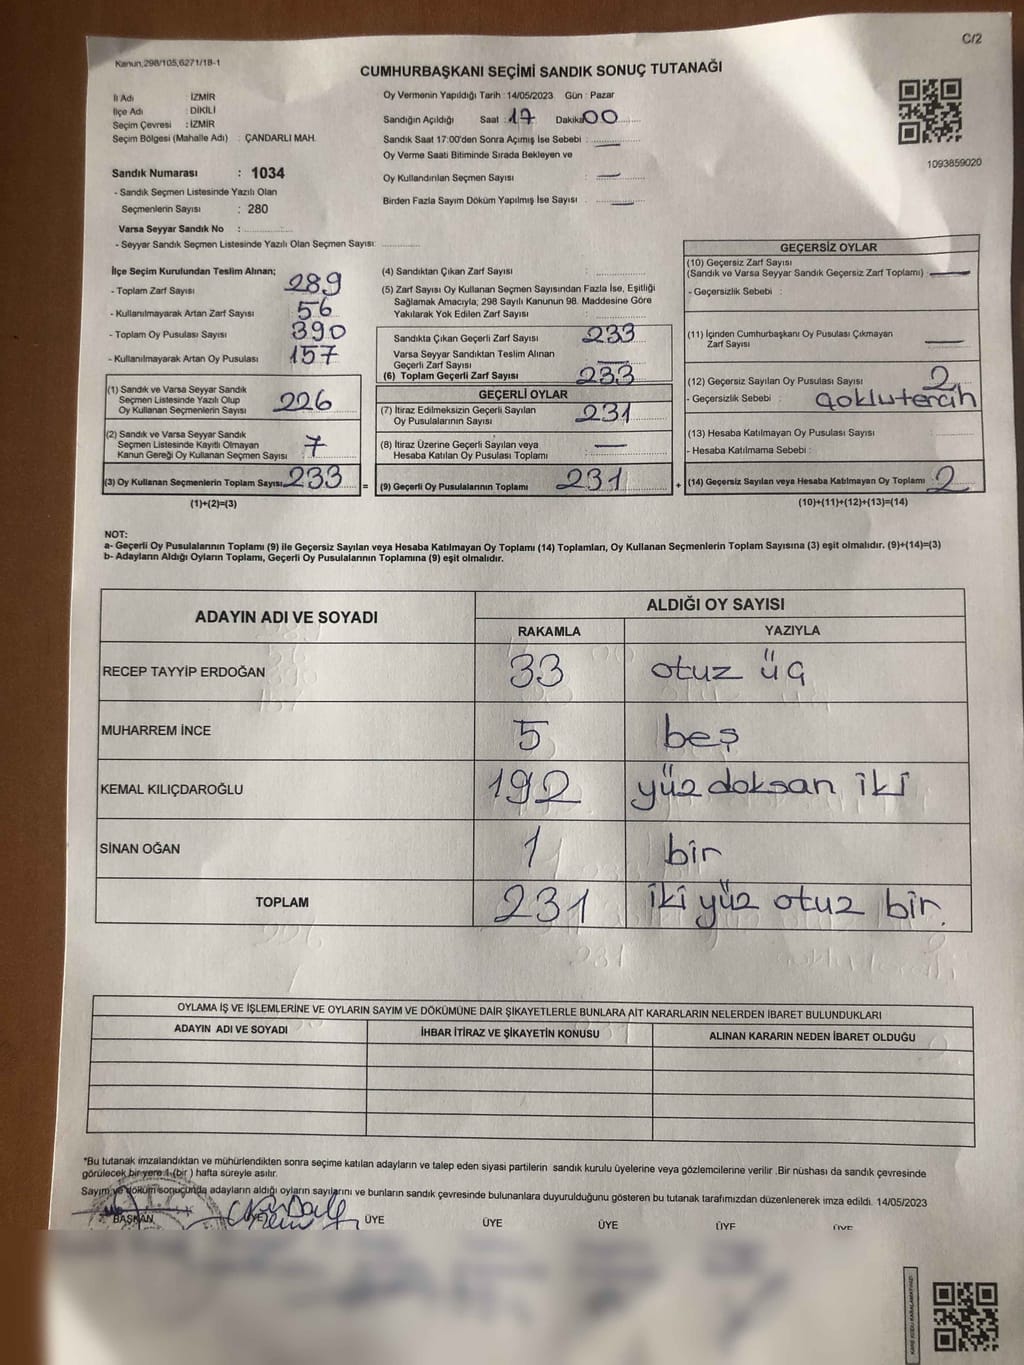 C/2
Kanun,298/105,6271/18-1
CUMHURBAŞKANI SEÇİMİ SANDIK SONUÇ TUTANAĞI
İl Adı : İZMİR
İlçe Adı : DİKİLİ
Seçim Çevresi : İZMİR
Seçim Bölgesi (Mahalle Adı) : ÇANDARLI MAH.
Sandık Numarası : 1034
- Sandık Seçmen Listesinde Yazılı Olan
Seçmenlerin Sayısı : 280
Varsa Seyyar Sandık No :
- Seyyar Sandık Seçmen Listesinde Yazılı Olan Seçmen Sayısı:
Oy Vermenin Yapıldığı Tarih : 14/05/2023 Gün : Pazar
Sandığın Açıldığı Saat : 17 Dakika 00
Sandık Saat 17:00'den Sonra Açımış İse Sebebi : —
Oy Verme Saati Bitiminde Sırada Bekleyen ve
Oy Kullandırılan Seçmen Sayısı : —
Birden Fazla Sayım Döküm Yapılmış İse Sayısı : —
1093859020
İlçe Seçim Kurulundan Teslim Alınan;
- Toplam Zarf Sayısı : 289
- Kullanılmayarak Artan Zarf Sayısı : 56
- Toplam Oy Pusulası Sayısı : 390
- Kullanılmayarak Artan Oy Pusulası : 157
(1) Sandık ve Varsa Seyyar Sandık
Seçmen Listesinde Yazılı Olup
Oy Kullanan Seçmenlerin Sayısı : 226
(2) Sandık ve Varsa Seyyar Sandık
Seçmen Listesinde Kayıtlı Olmayan
Kanun Gereği Oy Kullanan Seçmen Sayısı : 7
(3) Oy Kullanan Seçmenlerin Toplam Sayısı : 233
(1)+(2)=(3)
(4) Sandıktan Çıkan Zarf Sayısı :
(5) Zarf Sayısı Oy Kullanan Seçmen Sayısından Fazla İse, Eşitliği
Sağlamak Amacıyla; 298 Sayılı Kanunun 98. Maddesine Göre
Yakılarak Yok Edilen Zarf Sayısı :
Sandıkta Çıkan Geçerli Zarf Sayısı : 233
Varsa Seyyar Sandıktan Teslim Alınan
Geçerli Zarf Sayısı : —
(6) Toplam Geçerli Zarf Sayısı : 233
GEÇERLİ OYLAR
(7) İtiraz Edilmeksizin Geçerli Sayılan
Oy Pusulalarının Sayısı : 231
(8) İtiraz Üzerine Geçerli Sayılan veya
Hesaba Katılan Oy Pusulası Toplamı : —
= (9) Geçerli Oy Pusulalarının Toplamı : 231
GEÇERSİZ OYLAR
(10) Geçersiz Zarf Sayısı
(Sandık ve Varsa Seyyar Sandık Geçersiz Zarf Toplamı) : —
- Geçersizlik Sebebi :
(11) İçinden Cumhurbaşkanı Oy Pusulası Çıkmayan
Zarf Sayısı : —
(12) Geçersiz Sayılan Oy Pusulası Sayısı : 2
- Geçersizlik Sebebi : çoklu tercih
(13) Hesaba Katılmayan Oy Pusulası Sayısı :
- Hesaba Katılmama Sebebi :
+ (14) Geçersiz Sayılan veya Hesaba Katılmayan Oy Toplamı : 2
(10)+(11)+(12)+(13)=(14)
NOT:
a- Geçerli Oy Pusulalarının Toplamı (9) ile Geçersiz Sayılan veya Hesaba Katılmayan Oy Toplamı (14) Toplamları, Oy Kullanan Seçmenlerin Toplam Sayısına (3) eşit olmalıdır. (9)+(14)=(3)
b- Adayların Aldığı Oyların Toplamı, Geçerli Oy Pusulalarının Toplamına (9) eşit olmalıdır.
ADAYIN ADI VE SOYADI ALDIĞI OY SAYISI
RAKAMLA YAZIYLA
RECEP TAYYİP ERDOĞAN 33 otuz üç
MUHARREM İNCE 5 beş
KEMAL KILIÇDAROĞLU 192 yüz doksan iki
SİNAN OĞAN 1 bir
TOPLAM 231 iki yüz otuz bir.
OYLAMA İŞ VE İŞLEMLERİNE VE OYLARIN SAYIM VE DÖKÜMÜNE DAİR ŞİKAYETLERLE BUNLARA AİT KARARLARIN NELERDEN İBARET BULUNDUKLARI
ADAYIN ADI VE SOYADI İHBAR İTİRAZ VE ŞİKAYETİN KONUSU ALINAN KARARIN NEDEN İBARET OLDUĞU
*Bu tutanak imzalandıktan ve mühürlendikten sonra seçime katılan adayların ve talep eden siyasi partilerin sandık kurulu üyelerine veya gözlemcilerine verilir .Bir nüshası da sandık çevresinde
görülecek bir yere 1 (bir ) hafta süreyle asılır.
Sayım ve döküm sonucunda adayların aldığı oyların sayılarını ve bunların sandık çevresinde bulunanlara duyurulduğunu gösteren bu tutanak tarafımızdan düzenlenerek imza edildi. 14/05/2023
BAŞKAN ÜYE ÜYE ÜYE ÜYE ÜYE